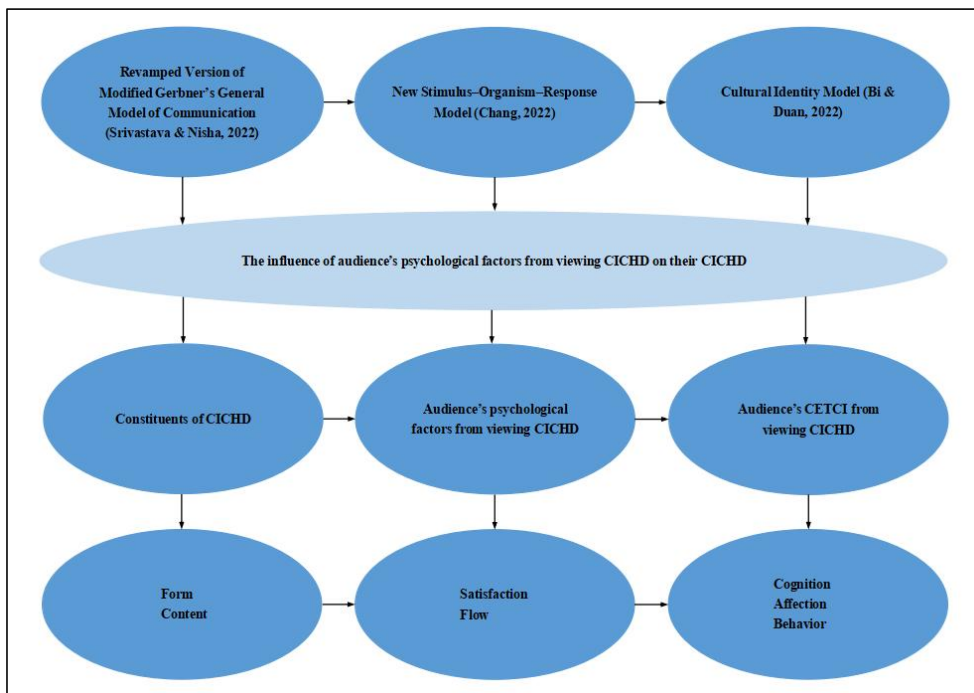 Revamped Version of
Modified Gerbner's General
Model of Communication
(Srivastava & Nisha, 2022)
New Stimulus–Organism–Response
Model (Chang, 2022)
Cultural Identity Model (Bi &
Duan, 2022)
The influence of audience's psychological factors from viewing CICHD on their CICHD
Constituents of CICHD
Audience's psychological
factors from viewing CICHD
Audience's CETCI from
viewing CICHD
Form
Content
Satisfaction
Flow
Cognition
Affection
Behavior